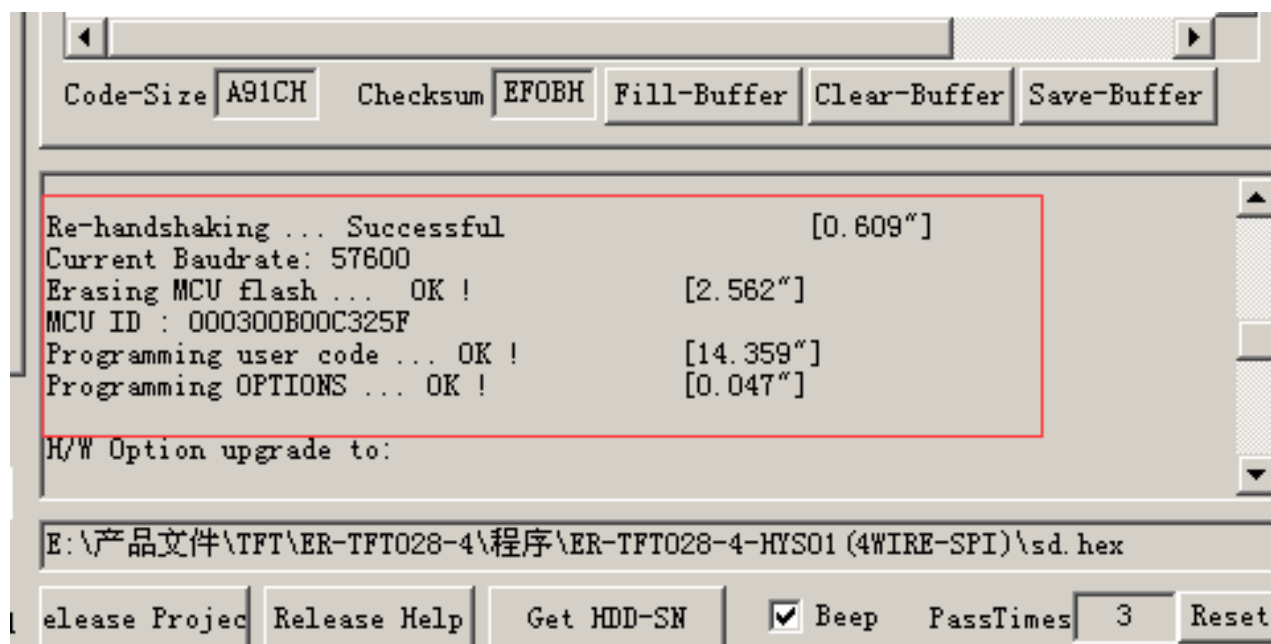 Code-Size A91CH Checksum EF0BH Fill-Buffer Clear-Buffer Save-Buffer
Re-handshaking ... Successful [0.609"]
Current Baudrate: 57600
Erasing MCU flash ... OK ! [2.562"]
MCU ID : 000300B00C325F
Programming user code ... OK ! [14.359"]
Programming OPTIONS ... OK ! [0.047"]
H/W Option upgrade to:
E:\产品文件\TFT\ER-TFT028-4\程序\ER-TFT028-4-HYS01(4WIRE-SPI)\sd.hex
elease Projec Release Help Get HDD-SN Beep PassTimes 3 Reset